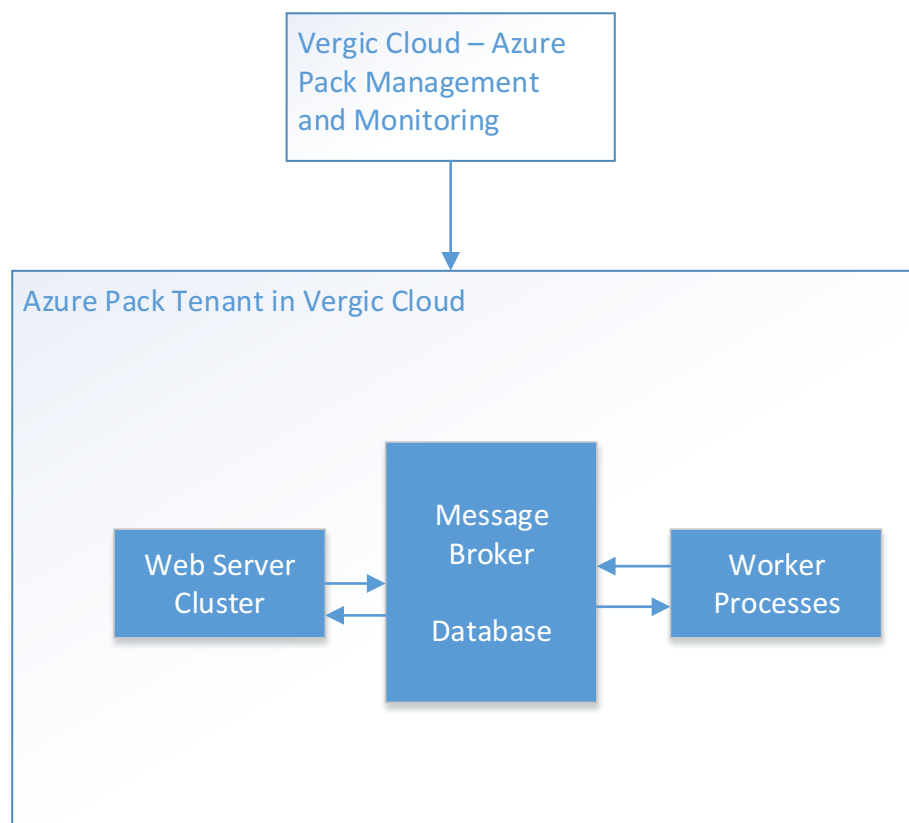 Vergic Cloud – Azure
Pack Management
and Monitoring
Azure Pack Tenant in Vergic Cloud
Web Server
Cluster
Message
Broker
Database
Worker
Processes